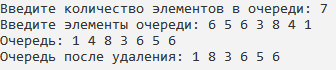 Введите количество элементов в очереди: 7
Введите элементы очереди: 6 5 6 3 8 4 1
Очередь: 1 4 8 3 6 5 6
Очередь после удаления: 1 8 3 6 5 6